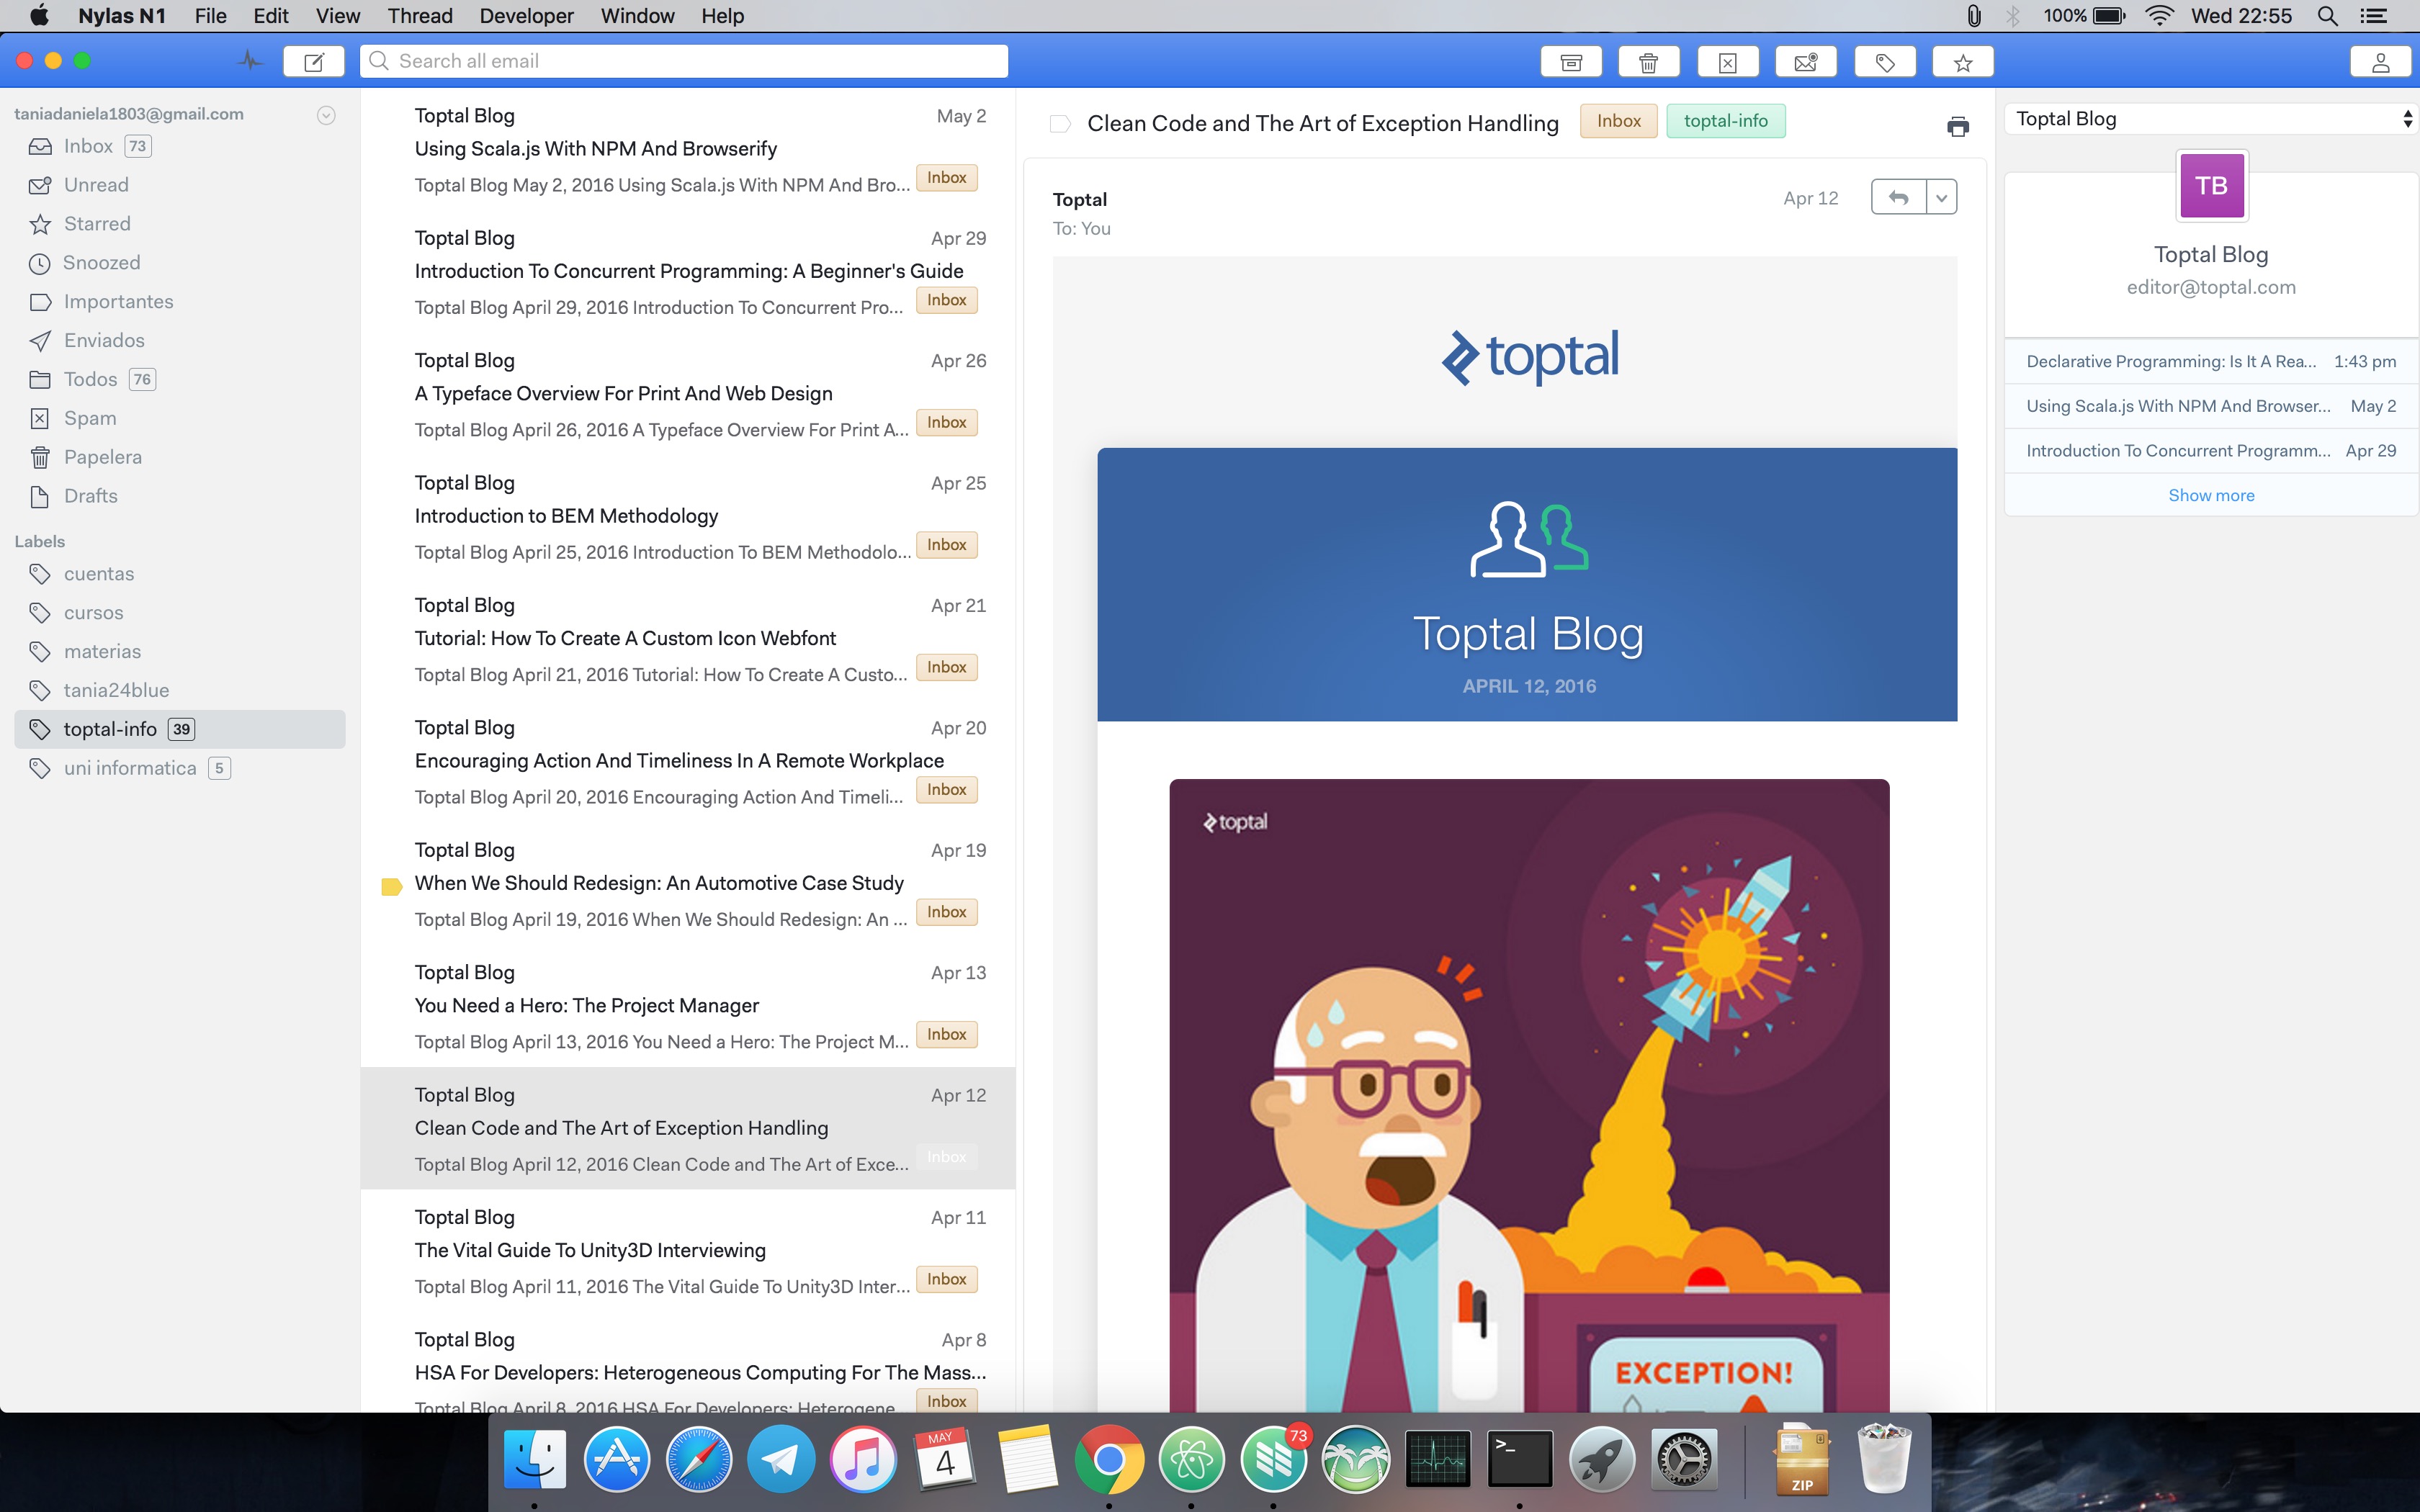 Nylas N1 File Edit View Thread Developer Window Help 100% Wed 22:55
Search all email
taniadaniela1803@gmail.com
Inbox 73
Unread
Starred
Snoozed
Importantes
Enviados
Todos 76
Spam
Papelera
Drafts
Labels
cuentas
cursos
materias
tania24blue
toptal-info 39
uni informatica 5
Toptal Blog May 2
Using Scala.js With NPM And Browserify
Toptal Blog May 2, 2016 Using Scala.js With NPM And Bro... Inbox
Toptal Blog Apr 29
Introduction To Concurrent Programming: A Beginner's Guide
Toptal Blog April 29, 2016 Introduction To Concurrent Pro... Inbox
Toptal Blog Apr 26
A Typeface Overview For Print And Web Design
Toptal Blog April 26, 2016 A Typeface Overview For Print A... Inbox
Toptal Blog Apr 25
Introduction to BEM Methodology
Toptal Blog April 25, 2016 Introduction To BEM Methodolo... Inbox
Toptal Blog Apr 21
Tutorial: How To Create A Custom Icon Webfont
Toptal Blog April 21, 2016 Tutorial: How To Create A Custo... Inbox
Toptal Blog Apr 20
Encouraging Action And Timeliness In A Remote Workplace
Toptal Blog April 20, 2016 Encouraging Action And Timeli... Inbox
Toptal Blog Apr 19
When We Should Redesign: An Automotive Case Study
Toptal Blog April 19, 2016 When We Should Redesign: An ... Inbox
Toptal Blog Apr 13
You Need a Hero: The Project Manager
Toptal Blog April 13, 2016 You Need a Hero: The Project M... Inbox
Toptal Blog Apr 12
Clean Code and The Art of Exception Handling
Toptal Blog April 12, 2016 Clean Code and The Art of Exce... Inbox
Toptal Blog Apr 11
The Vital Guide To Unity3D Interviewing
Toptal Blog April 11, 2016 The Vital Guide To Unity3D Inter... Inbox
Toptal Blog Apr 8
HSA For Developers: Heterogeneous Computing For The Mass...
Toptal Blog April 8, 2016 HSA For Developers: Heterogene... Inbox
Clean Code and The Art of Exception Handling Inbox toptal-info
Toptal Apr 12
To: You
toptal
Toptal Blog
APRIL 12, 2016
toptal
EXCEPTION!
Toptal Blog
TB
Toptal Blog
editor@toptal.com
Declarative Programming: Is It A Rea... 1:43 pm
Using Scala.js With NPM And Browser... May 2
Introduction To Concurrent Programm... Apr 29
Show more
MAY
4
73
>_
ZIP